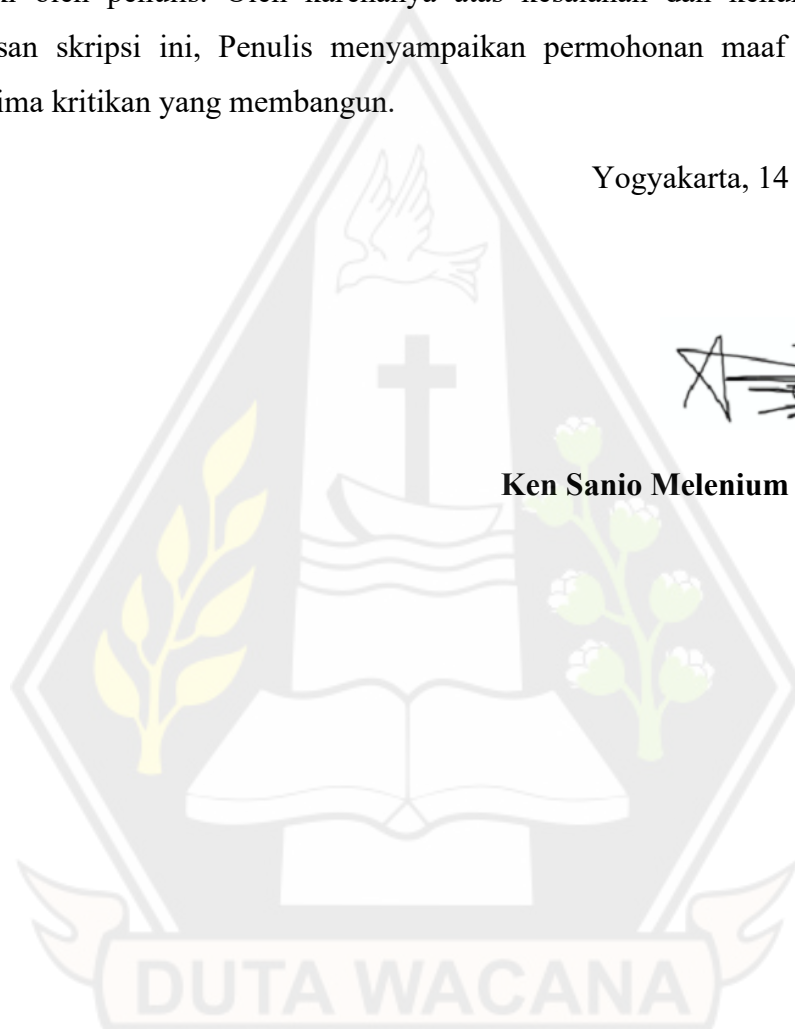 oleh penulis. Oleh karenanya atas kesalahan dan
san skripsi ini, Penulis menyampaikan permohonan maaf
ima kritikan yang membangun.
Yogyakarta, 14
Ken Sanio Melenium
DUTA WACANA